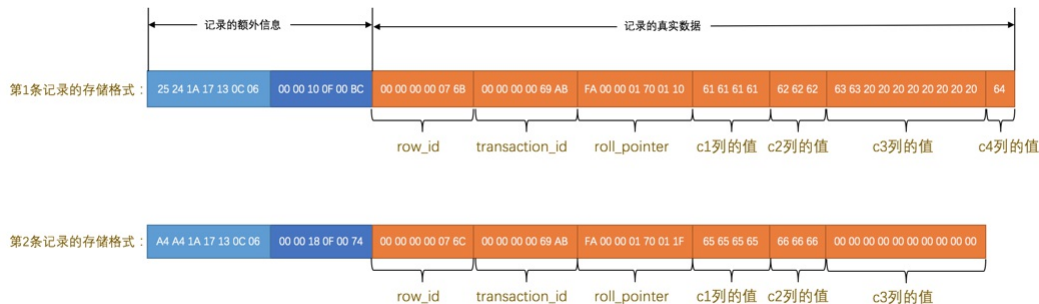 记录的额外信息 记录的真实数据
第1条记录的存储格式： 25 24 1A 17 13 0C 06 00 00 10 0F 00 BC 00 00 00 00 07 6B 00 00 00 00 69 AB FA 00 00 01 70 01 10 61 61 61 61 62 62 62 63 63 20 20 20 20 20 20 20 20 64
row_id transaction_id roll_pointer c1列的值 c2列的值 c3列的值 c4列的值
第2条记录的存储格式： A4 A4 1A 17 13 0C 06 00 00 18 0F 00 74 00 00 00 00 07 6C 00 00 00 00 69 AB FA 00 00 01 70 01 1F 65 65 65 65 66 66 66 00 00 00 00 00 00 00 00 00 00
row_id transaction_id roll_pointer c1列的值 c2列的值 c3列的值